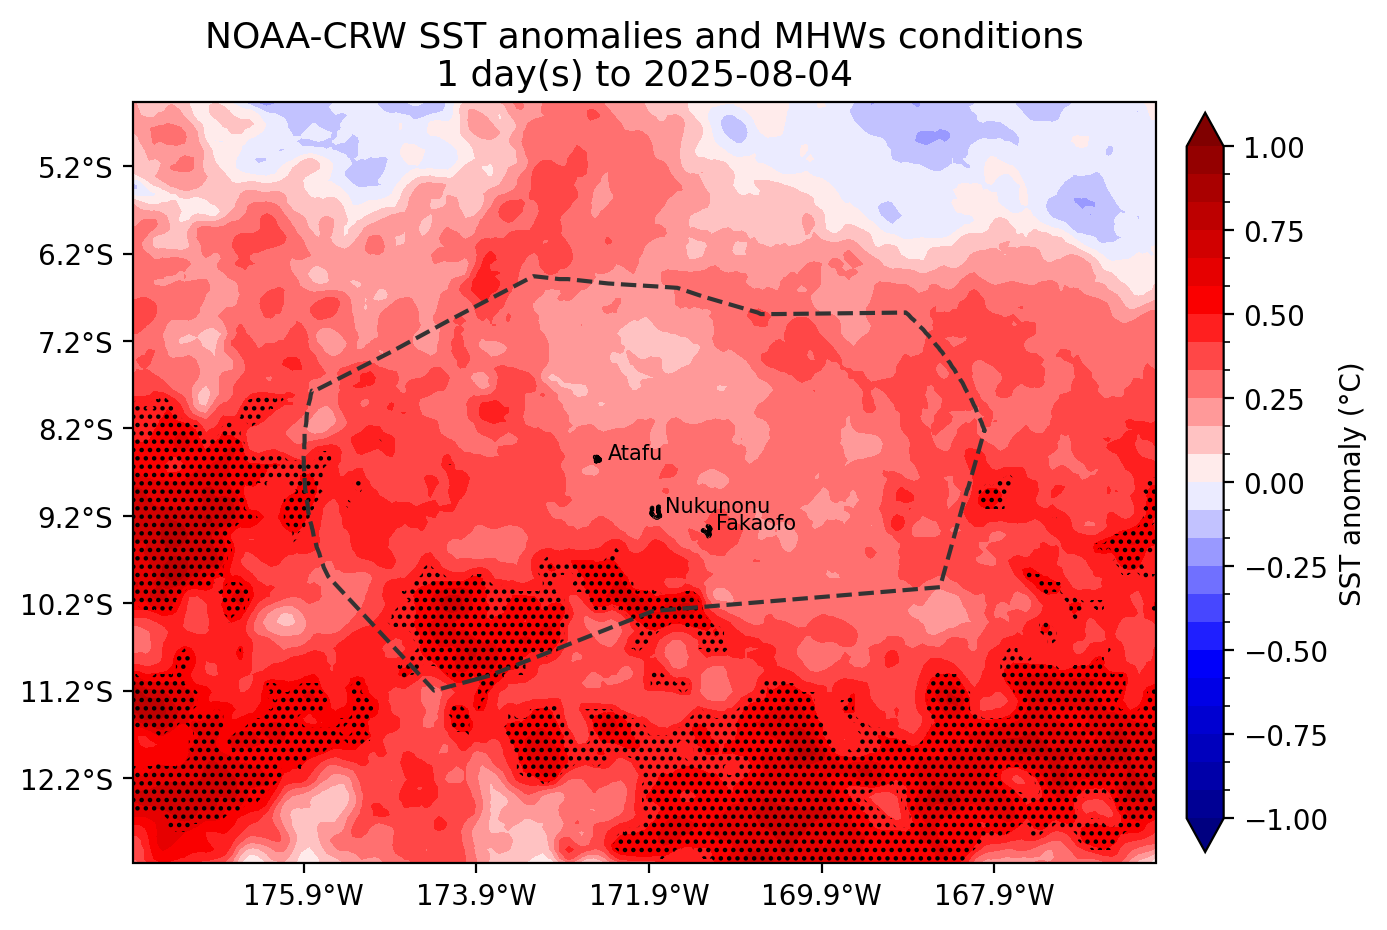 NOAA-CRW SST anomalies and MHWs conditions
1 day(s) to 2025-08-04
5.2°S
6.2°S
7.2°S
8.2°S
9.2°S
10.2°S
11.2°S
12.2°S
Atafu
Nukunonu
Fakaofo
175.9°W
173.9°W
171.9°W
169.9°W
167.9°W
1.00
0.75
0.50
0.25
0.00
−0.25
−0.50
−0.75
−1.00
SST anomaly (°C)